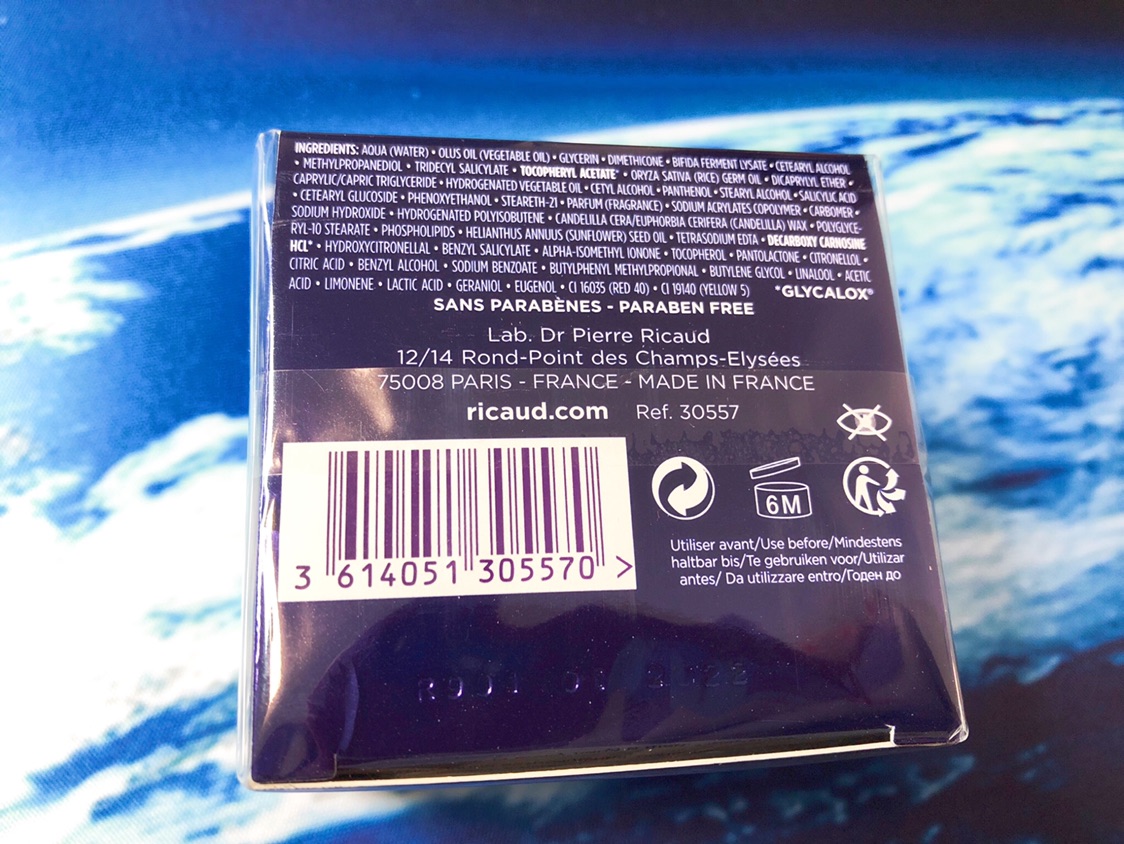 INGREDIENTS: AQUA (WATER) • OLUS OIL (VEGETABLE OIL) • GLYCERIN • DIMETHICONE • BIFIDA FERMENT LYSATE • CETEARYL ALCOHOL
• METHYLPROPANEDIOL • TRIDECYL SALICYLATE • TOCOPHERYL ACETATE* • ORYZA SATIVA (RICE) GERM OIL • DICAPRYLYL ETHER •
CAPRYLIC/CAPRIC TRIGLYCERIDE • HYDROGENATED VEGETABLE OIL • CETYL ALCOHOL • PANTHENOL • STEARYL ALCOHOL • SALICYLIC ACID
• CETEARYL GLUCOSIDE • PHENOXYETHANOL • STEARETH-21 • PARFUM (FRAGRANCE) • SODIUM ACRYLATES COPOLYMER • CARBOMER •
SODIUM HYDROXIDE • HYDROGENATED POLYISOBUTENE • CANDELILLA CERA/EUPHORBIA CERIFERA (CANDELILLA) WAX • POLYGLYCE-
RYL-10 STEARATE • PHOSPHOLIPIDS • HELIANTHUS ANNUUS (SUNFLOWER) SEED OIL • TETRASODIUM EDTA • DECARBOXY CARNOSINE
HCL* • HYDROXYCITRONELLAL • BENZYL SALICYLATE • ALPHA-ISOMETHYL IONONE • TOCOPHEROL • PANTOLACTONE • CITRONELLOL •
CITRIC ACID • BENZYL ALCOHOL • SODIUM BENZOATE • BUTYLPHENYL METHYLPROPIONAL • BUTYLENE GLYCOL • LINALOOL • ACETIC
ACID • LIMONENE • LACTIC ACID • GERANIOL • EUGENOL • CI 16035 (RED 40) • CI 19140 (YELLOW 5) *GLYCALOX®
SANS PARABÈNES - PARABEN FREE
Lab. Dr Pierre Ricaud
12/14 Rond-Point des Champs-Elysées
75008 PARIS - FRANCE - MADE IN FRANCE
ricaud.com Ref. 30557
6M
Utiliser avant/Use before/Mindestens
haltbar bis/Te gebruiken voor/Utilizar
antes/ Da utilizzare entro/Годен до
3 614051 305570 >